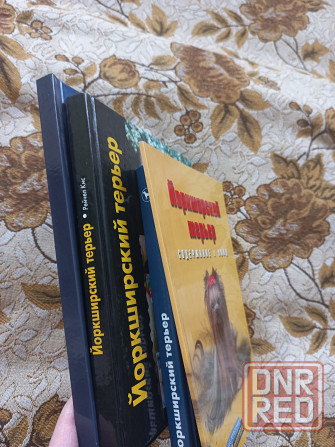 Йоркширский терьер • Рейчел Кис
Йоркширский терьер
Йоркширский
терьер
содержание и уход
Йоркширский терьер
DNR
RED